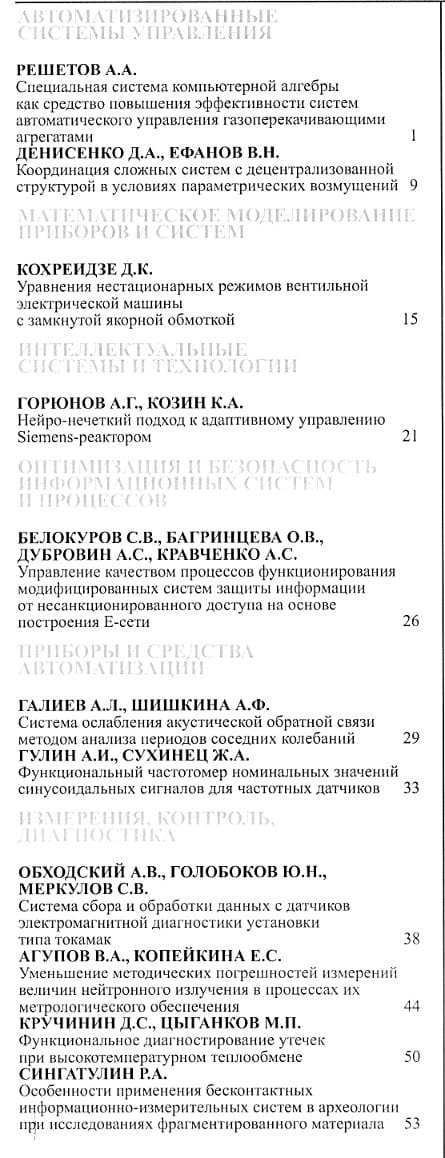 АВТОМАТИЗИРОВАННЫЕ
СИСТЕМЫ УПРАВЛЕНИЯ
РЕШЕТОВ А.А.
Специальная система компьютерной алгебры
как средство повышения эффективности систем
автоматического управления газоперекачивающими
агрегатами 1
ДЕНИСЕНКО Д.А., ЕФАНОВ В.Н.
Координация сложных систем с децентрализованной
структурой в условиях параметрических возмущений 9
МАТЕМАТИЧЕСКОЕ МОДЕЛИРОВАНИЕ
ПРИБОРОВ И СИСТЕМ
КОХРЕИДЗЕ Д.К.
Уравнения нестационарных режимов вентильной
электрической машины
с замкнутой якорной обмоткой 15
ИНТЕЛЛЕКТУАЛЬНЫЕ
СИСТЕМЫ И ТЕХНОЛОГИИ
ГОРЮНОВ А.Г., КОЗИН К.А.
Нейро-нечеткий подход к адаптивному управлению
Siemens-реактором 21
ОПТИМИЗАЦИЯ И БЕЗОПАСНОСТЬ
ИНФОРМАЦИОННЫХ СИСТЕМ
И ПРОЦЕССОВ
БЕЛОКУРОВ С.В., БАГРИНЦЕВА О.В.,
ДУБРОВИН А.С., КРАВЧЕНКО А.С.
Управление качеством процессов функционирования
модифицированных систем защиты информации
от несанкционированного доступа на основе
построения Е-сети 26
ПРИБОРЫ И СРЕДСТВА
АВТОМАТИЗАЦИИ
ГАЛИЕВ А.Л., ШИШКИНА А.Ф.
Система ослабления акустической обратной связи
методом анализа периодов соседних колебаний 29
ГУЛИН А.И., СУХИНЕЦ Ж.А.
Функциональный частотомер номинальных значений
синусоидальных сигналов для частотных датчиков 33
ИЗМЕРЕНИЯ, КОНТРОЛЬ,
ДИАГНОСТИКА
ОБХОДСКИЙ А.В., ГОЛОБОКОВ Ю.Н.,
МЕРКУЛОВ С.В.
Система сбора и обработки данных с датчиков
электромагнитной диагностики установки
типа токамак 38
АГУПОВ В.А., КОПЕЙКИНА Е.С.
Уменьшение методических погрешностей измерений
величин нейтронного излучения в процессах их
метрологического обеспечения 44
КРУЧИНИН Д.С., ЦЫГАНКОВ М.П.
Функциональное диагностирование утечек
при высокотемпературном теплообмене 50
СИНГАТУЛИН Р.А.
Особенности применения бесконтактных
информационно-измерительных систем в археологии
при исследованиях фрагментированного материала 53